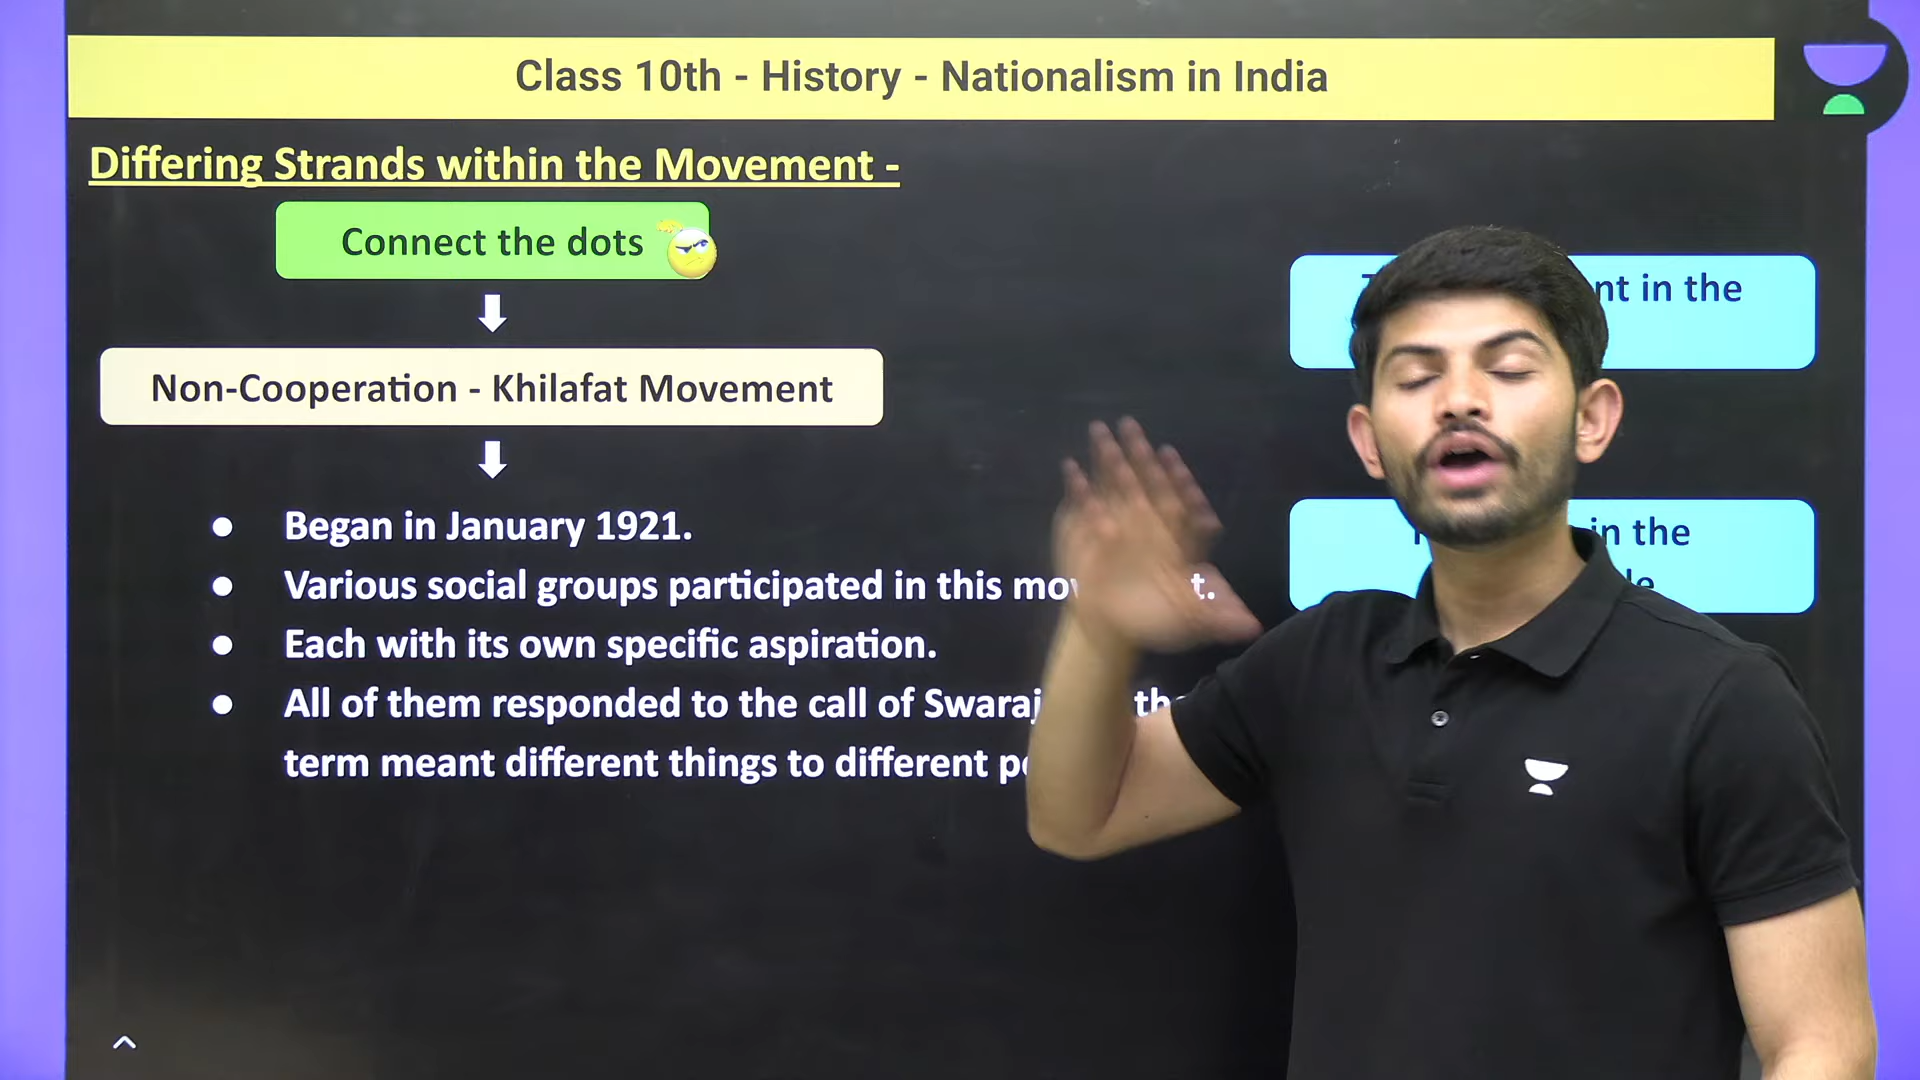 Class 10th - History - Nationalism in India
Differing Strands within the Movement -
Connect the dots
nt in the
Non-Cooperation - Khilafat Movement
Began in January 1921.
in the
Various social groups participated in this
Each with its own specific aspiration.
All of them responded to the call of Swaraj
term meant different things to different